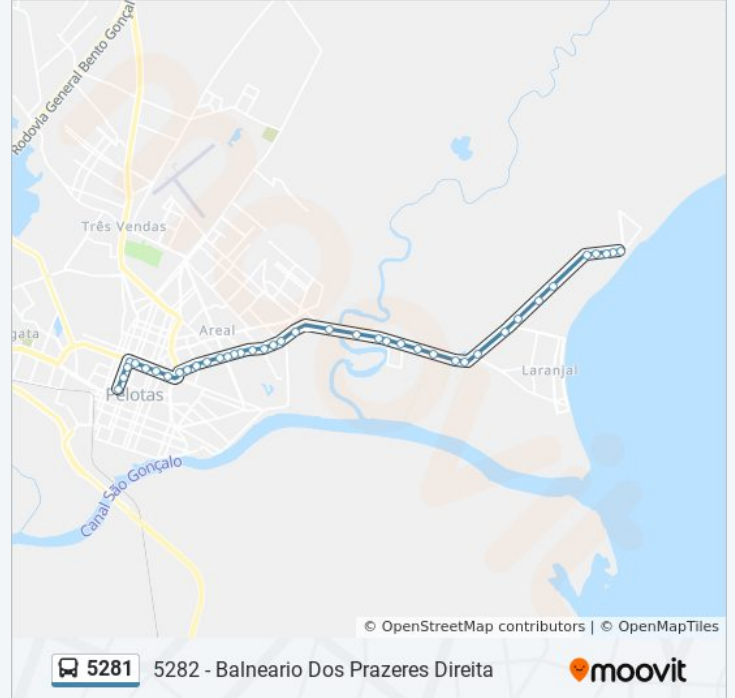 Rodovia General Bento Gonçal
Três Vendas
Areal
gata
Laranjal
Pelotas
Canal São Gonçalo
© OpenStreetMap contributors | © OpenMapTiles
5281
5282 - Balneario Dos Prazeres Direita
moovit